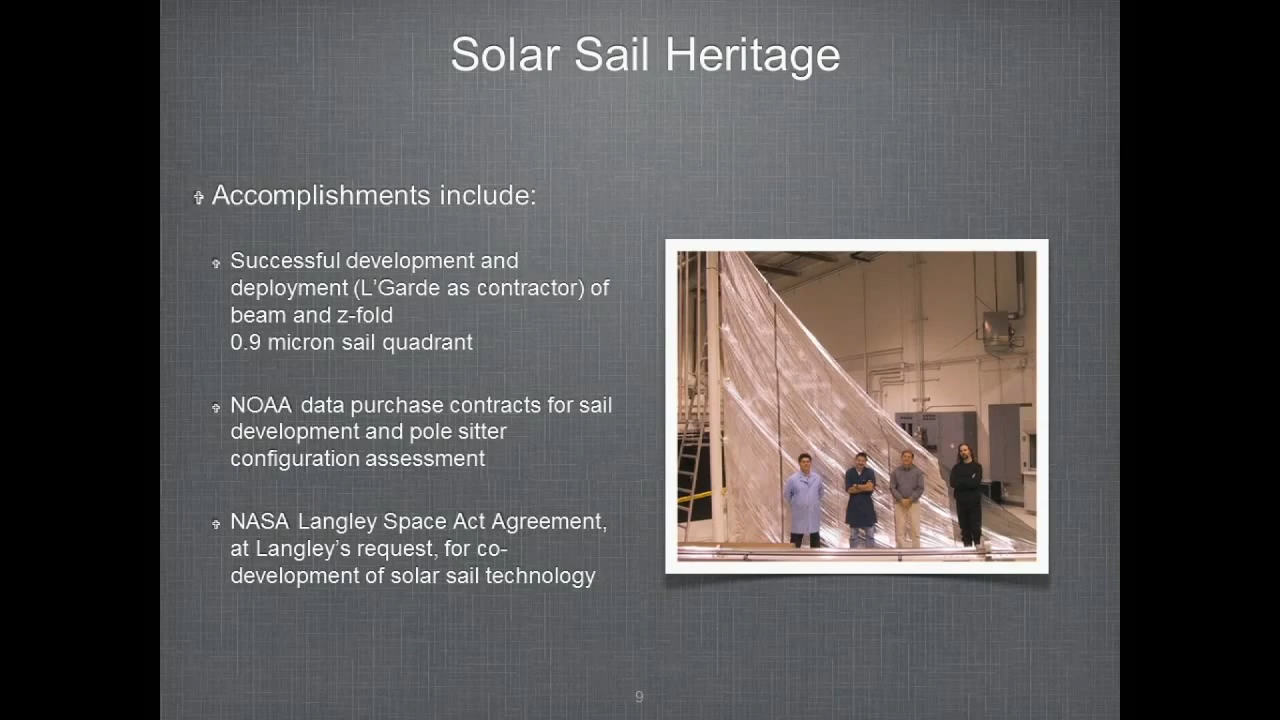 Solar Sail Heritage
Accomplishments include:
Successful development and
deployment (L’Garde as contractor) of
beam and z-fold
0.9 micron sail quadrant
NOAA data purchase contracts for sail
development and pole sitter
configuration assessment
NASA Langley Space Act Agreement,
at Langley’s request, for co-
development of solar sail technology
9